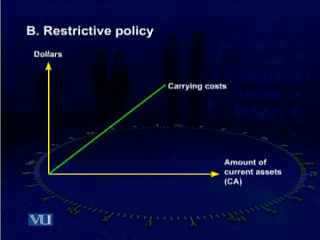 B. Restrictive policy
Dollars
Carrying costs
Amount of
current assets
(CA)
VU